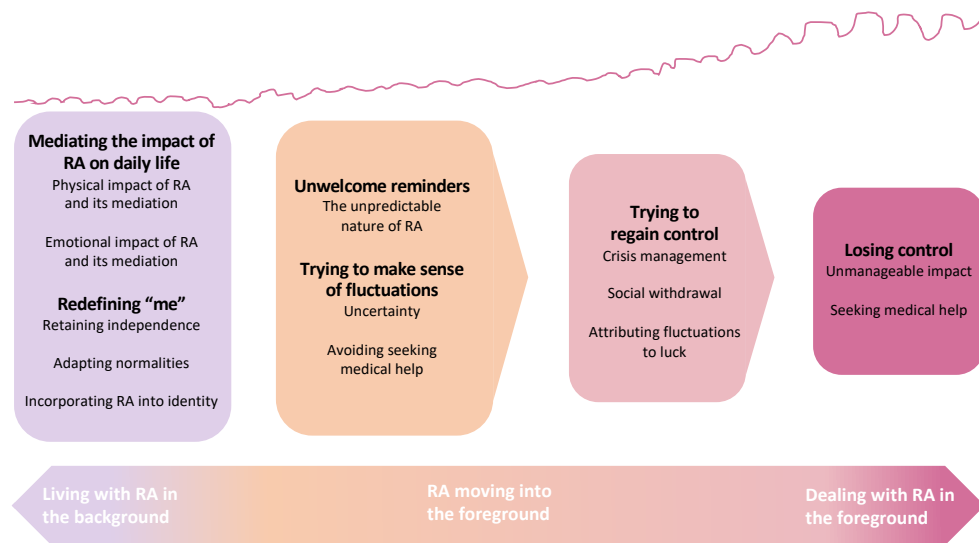 Mediating the impact of
RA on daily life
Physical impact of RA
and its mediation
Emotional impact of RA
and its mediation
Redefining “me”
Retaining independence
Adapting normalities
Incorporating RA into identity
Unwelcome reminders
The unpredictable
nature of RA
Trying to make sense
of fluctuations
Uncertainty
Avoiding seeking
medical help
Trying to
regain control
Crisis management
Social withdrawal
Attributing fluctuations
to luck
Losing control
Unmanageable impact
Seeking medical help
Living with RA in
the background
RA moving into
the foreground
Dealing with RA in
the foreground